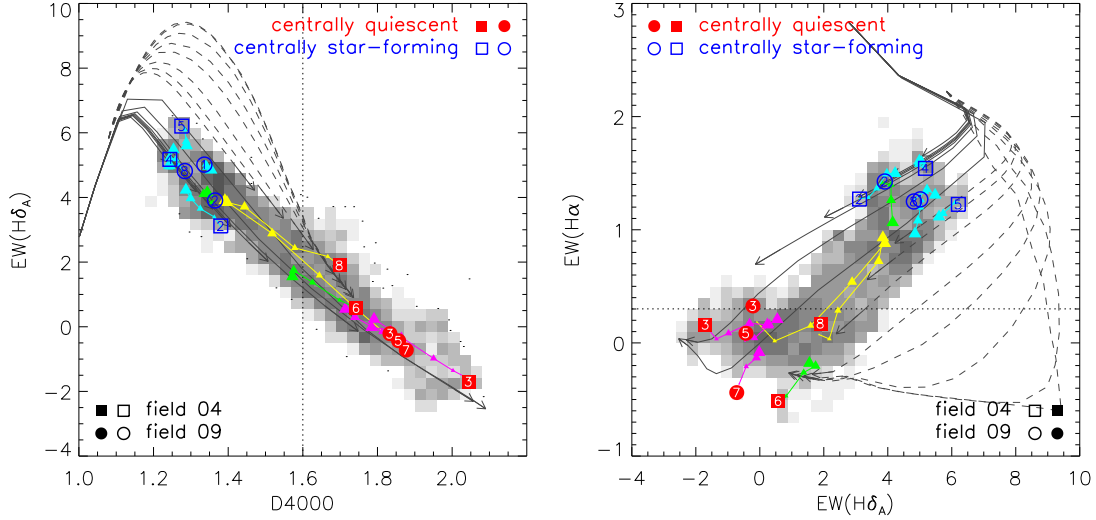 centrally quiescent
centrally star-forming
10
8
6
4
2
0
−2
−4
EW(HδA)
5
4
8
1
2
2
8
6
3
5
7
3
field 04
field 09
1.0 1.2 1.4 1.6 1.8 2.0
D4000
centrally quiescent
centrally star-forming
3
2
1
0
−1
EW(Hα)
2
4
2
8
5
3
3
5
8
7
6
field 04
field 09
−4 −2 0 2 4 6 8 10
EW(HδA)